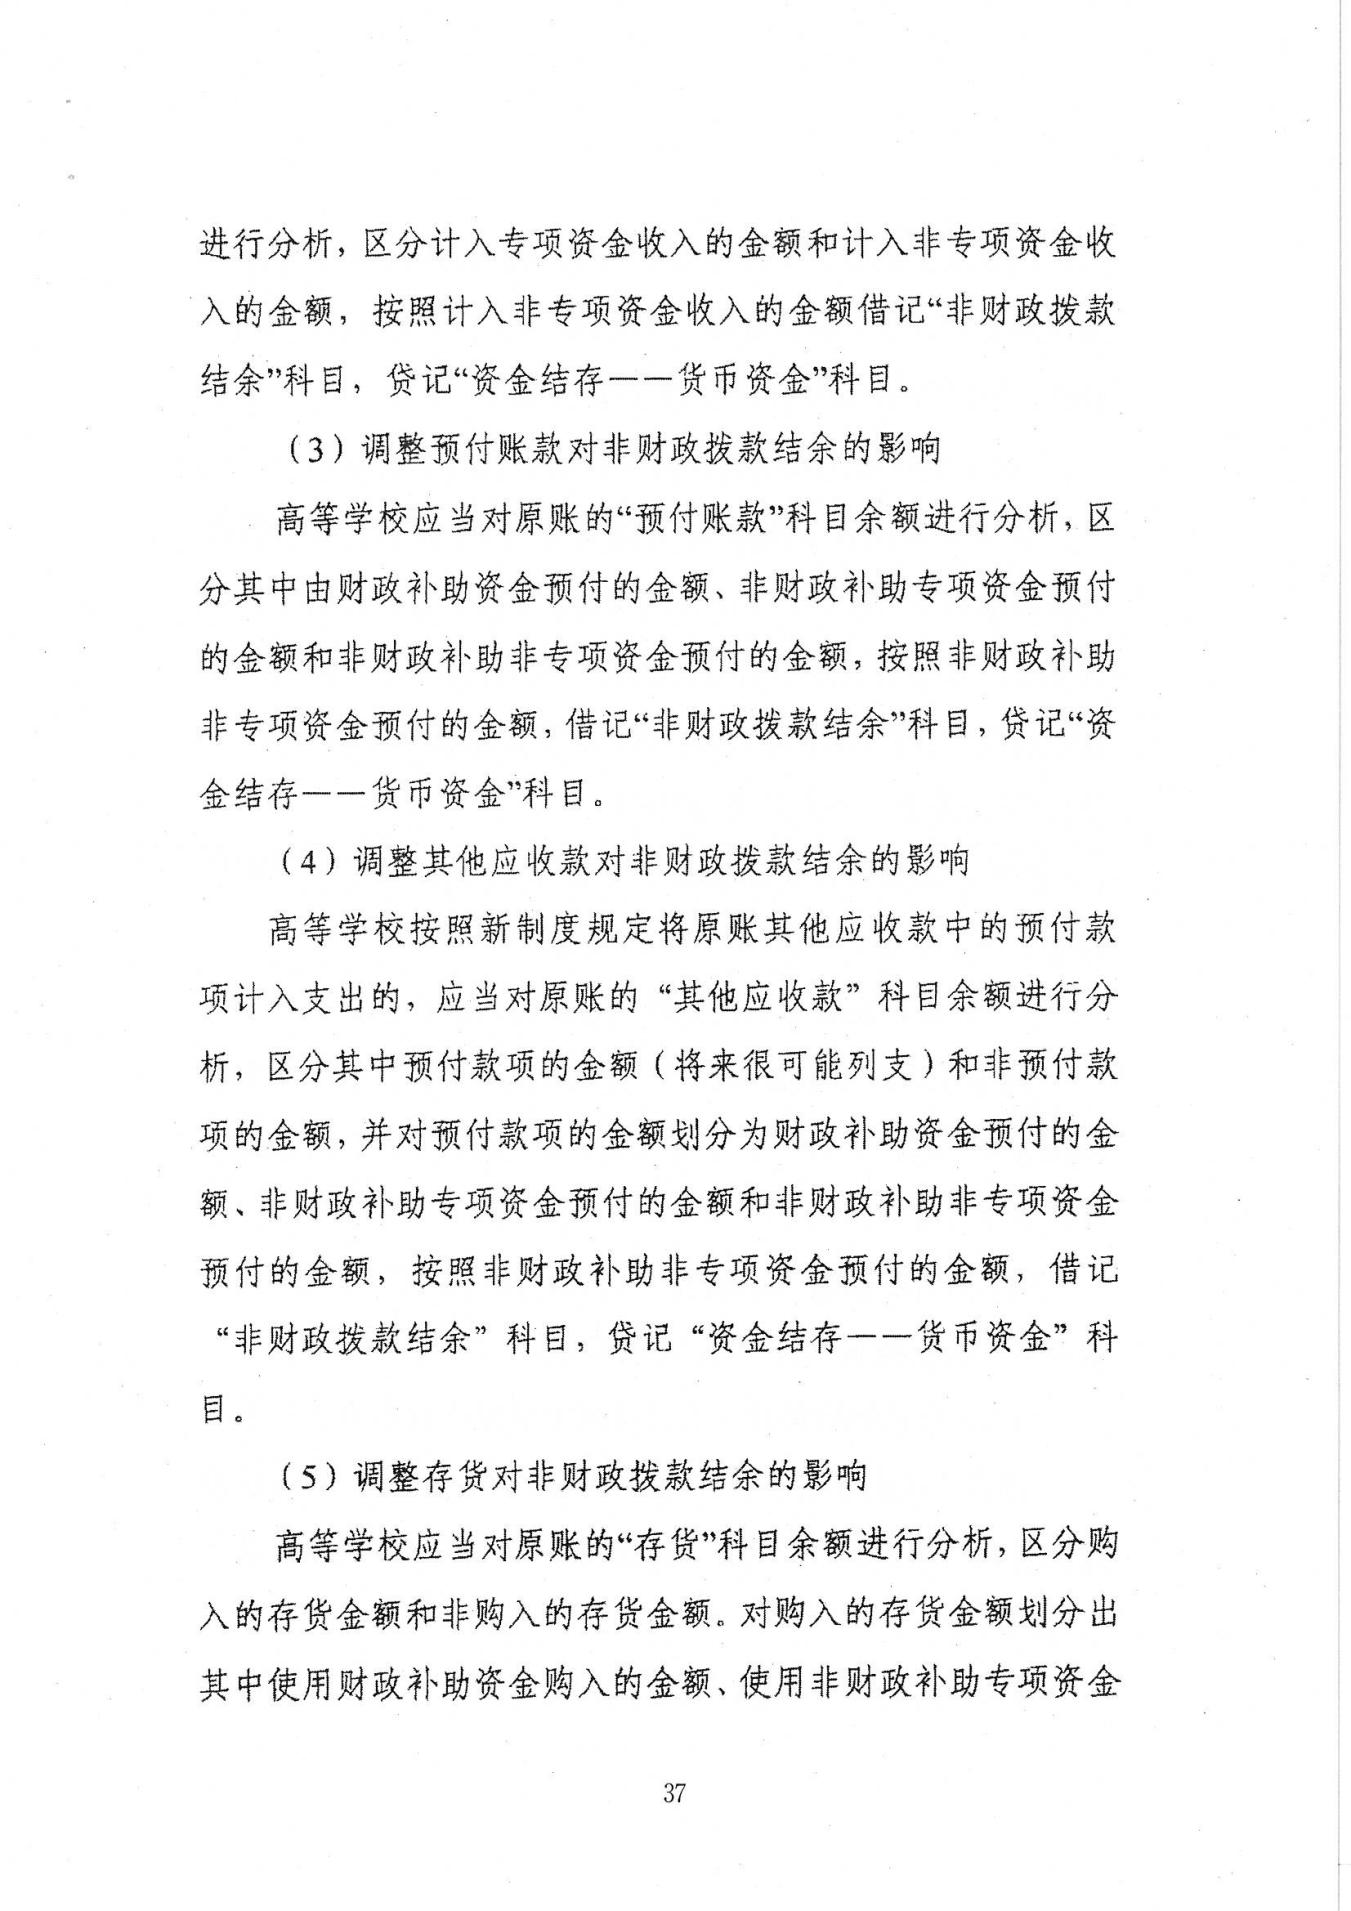 进行分析，区分计入专项资金收入的金额和计入非专项资金收
入的金额，按照计入非专项资金收入的金额借记“非财政拨款
结余”科目，贷记“资金结存——货币资金”科目。
（3）调整预付账款对非财政拨款结余的影响
高等学校应当对原账的“预付账款”科目余额进行分析，区
分其中由财政补助资金预付的金额、非财政补助专项资金预付
的金额和非财政补助非专项资金预付的金额，按照非财政补助
非专项资金预付的金额，借记“非财政拨款结余”科目，贷记“资
金结存——货币资金”科目。
（4）调整其他应收款对非财政拨款结余的影响
高等学校按照新制度规定将原账其他应收款中的预付款
项计入支出的，应当对原账的“其他应收款”科目余额进行分
析，区分其中预付款项的金额（将来很可能列支）和非预付款
项的金额，并对预付款项的金额划分为财政补助资金预付的金
额、非财政补助专项资金预付的金额和非财政补助非专项资金
预付的金额，按照非财政补助非专项资金预付的金额，借记
“非财政拨款结余”科目，贷记“资金结存——货币资金”科
目。
（5）调整存货对非财政拨款结余的影响
高等学校应当对原账的“存货”科目余额进行分析，区分购
入的存货金额和非购入的存货金额。对购入的存货金额划分出
其中使用财政补助资金购入的金额、使用非财政补助专项资金
37